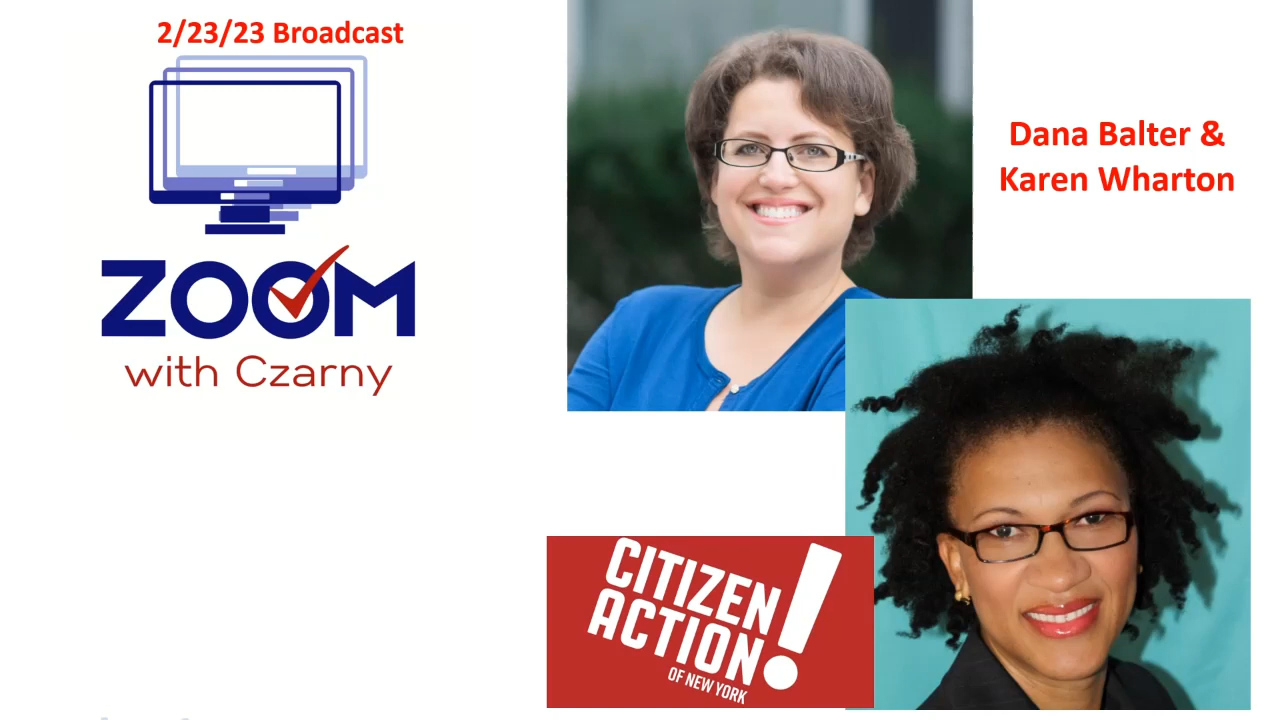 2/23/23 Broadcast
ZOOM
with Czarny
Dana Balter &
Karen Wharton
CITIZEN
ACTION!
OF NEW YORK